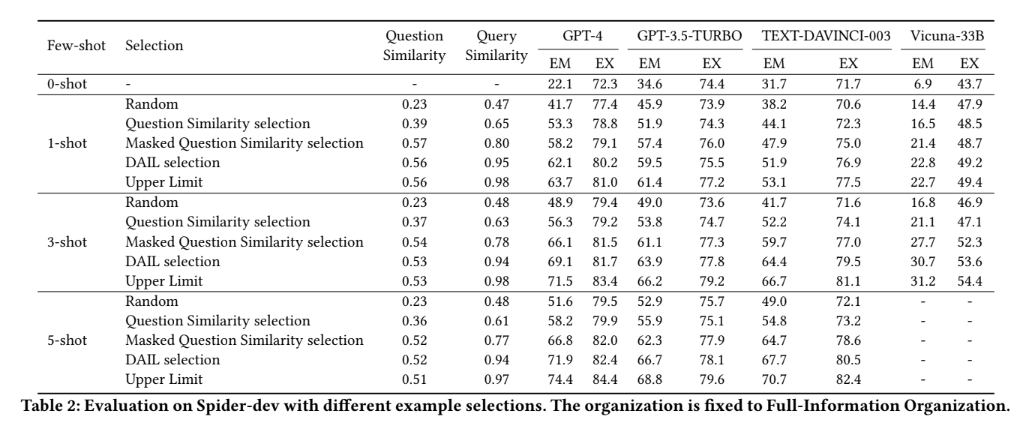 Few-shot Selection Question Similarity Query Similarity GPT-4 GPT-3.5-TURBO TEXT-DAVINCI-003 Vicuna-33B
EM EX EM EX EM EX EM EX
0-shot - - - 22.1 72.3 34.6 74.4 31.7 71.7 6.9 43.7
Random 0.23 0.47 41.7 77.4 45.9 73.9 38.2 70.6 14.4 47.9
Question Similarity selection 0.39 0.65 53.3 78.8 51.9 74.3 44.1 72.3 16.5 48.5
1-shot Masked Question Similarity selection 0.57 0.80 58.2 79.1 57.4 76.0 47.9 75.0 21.4 48.7
DAIL selection 0.56 0.95 62.1 80.2 59.5 75.5 51.9 76.9 22.8 49.2
Upper Limit 0.56 0.98 63.7 81.0 61.4 77.2 53.1 77.5 22.7 49.4
Random 0.23 0.48 48.9 79.4 49.0 73.6 41.7 71.6 16.8 46.9
Question Similarity selection 0.37 0.63 56.3 79.2 53.8 74.7 52.2 74.1 21.1 47.1
3-shot Masked Question Similarity selection 0.54 0.78 66.1 81.5 61.1 77.3 59.7 77.0 27.7 52.3
DAIL selection 0.53 0.94 69.1 81.7 63.9 77.8 64.4 79.5 30.7 53.6
Upper Limit 0.53 0.98 71.5 83.4 66.2 79.2 66.7 81.1 31.2 54.4
Random 0.23 0.48 51.6 79.5 52.9 75.7 49.0 72.1 - -
Question Similarity selection 0.36 0.61 58.2 79.9 55.9 75.1 54.8 73.2 - -
5-shot Masked Question Similarity selection 0.52 0.77 66.8 82.0 62.3 77.9 64.7 78.6 - -
DAIL selection 0.52 0.94 71.9 82.4 66.7 78.1 67.7 80.5 - -
Upper Limit 0.51 0.97 74.4 84.4 68.8 79.6 70.7 82.4 - -
Table 2: Evaluation on Spider-dev with different example selections. The organization is fixed to Full-Information Organization.